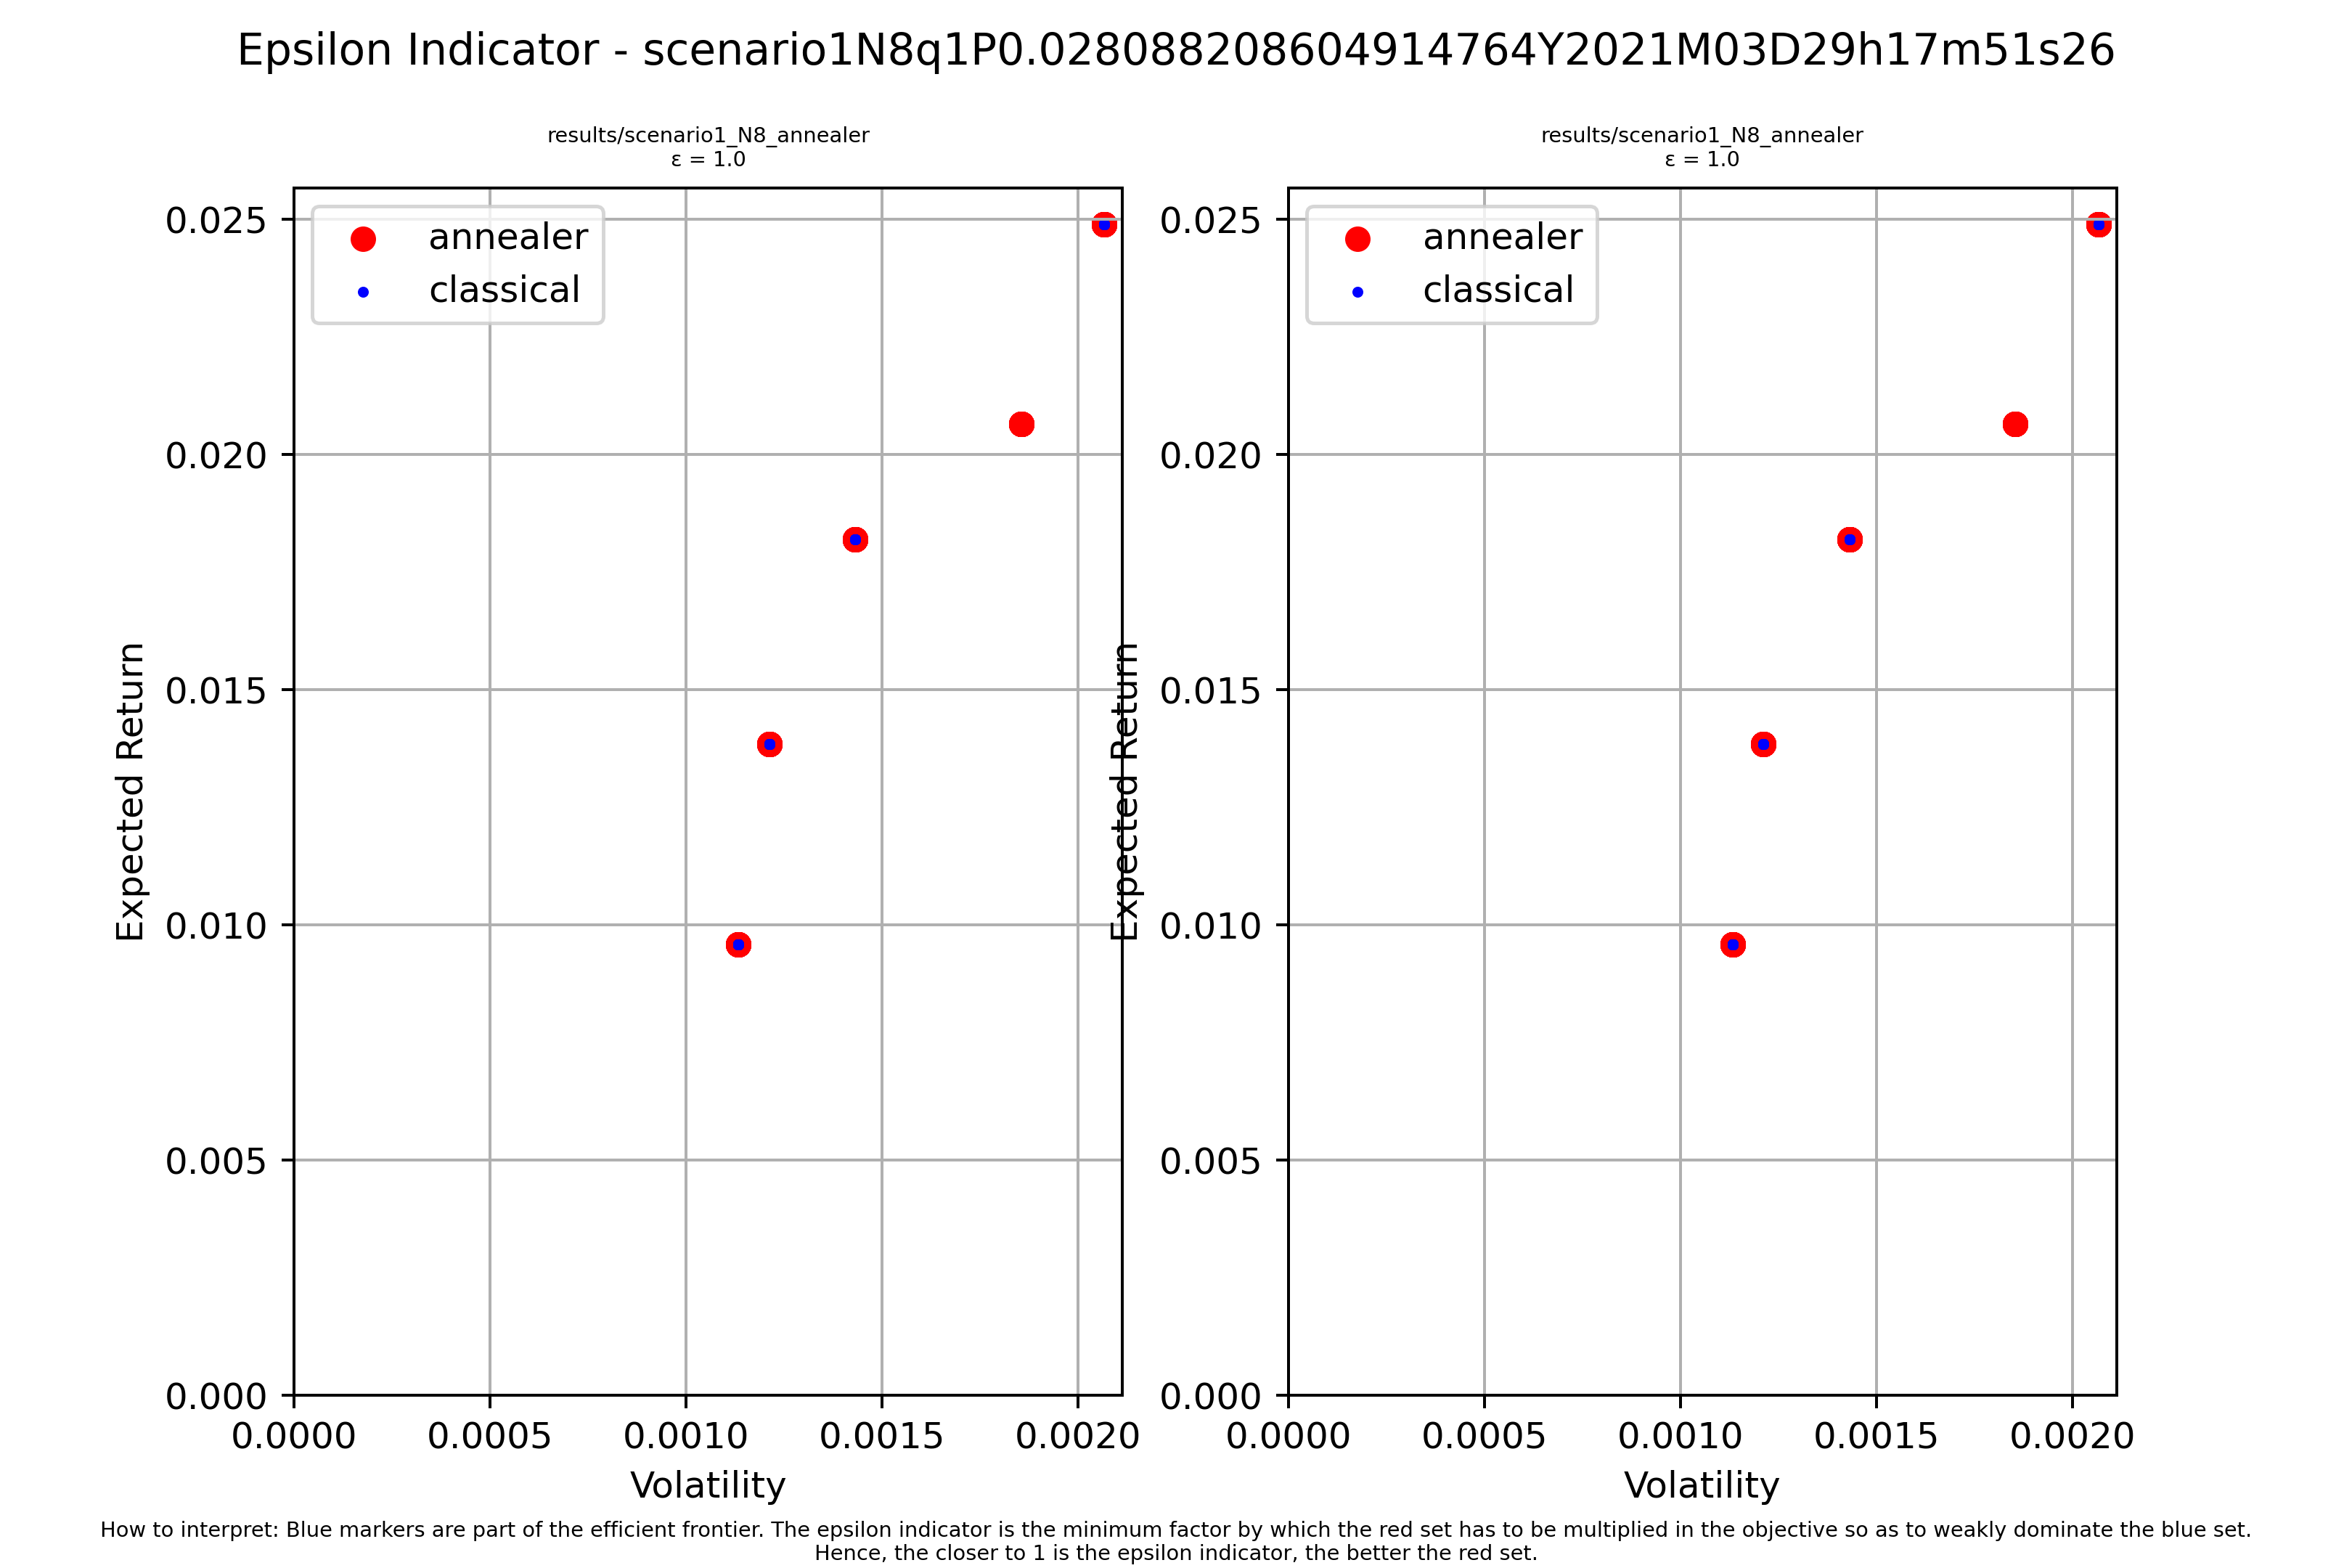 Epsilon Indicator - scenario1N8q1P0.028088208604914764Y2021M03D29h17m51s26
results/scenario1_N8_annealer
ε = 1.0
annealer
classical
0.025
0.020
0.015
0.010
0.005
0.000
Expected Return
0.0000 0.0005 0.0010 0.0015 0.0020
Volatility
results/scenario1_N8_annealer
ε = 1.0
annealer
classical
0.025
0.020
0.015
0.010
0.005
0.000
Expected Return
0.0000 0.0005 0.0010 0.0015 0.0020
Volatility
How to interpret: Blue markers are part of the efficient frontier. The epsilon indicator is the minimum factor by which the red set has to be multiplied in the objective so as to weakly dominate the blue set.
Hence, the closer to 1 is the epsilon indicator, the better the red set.